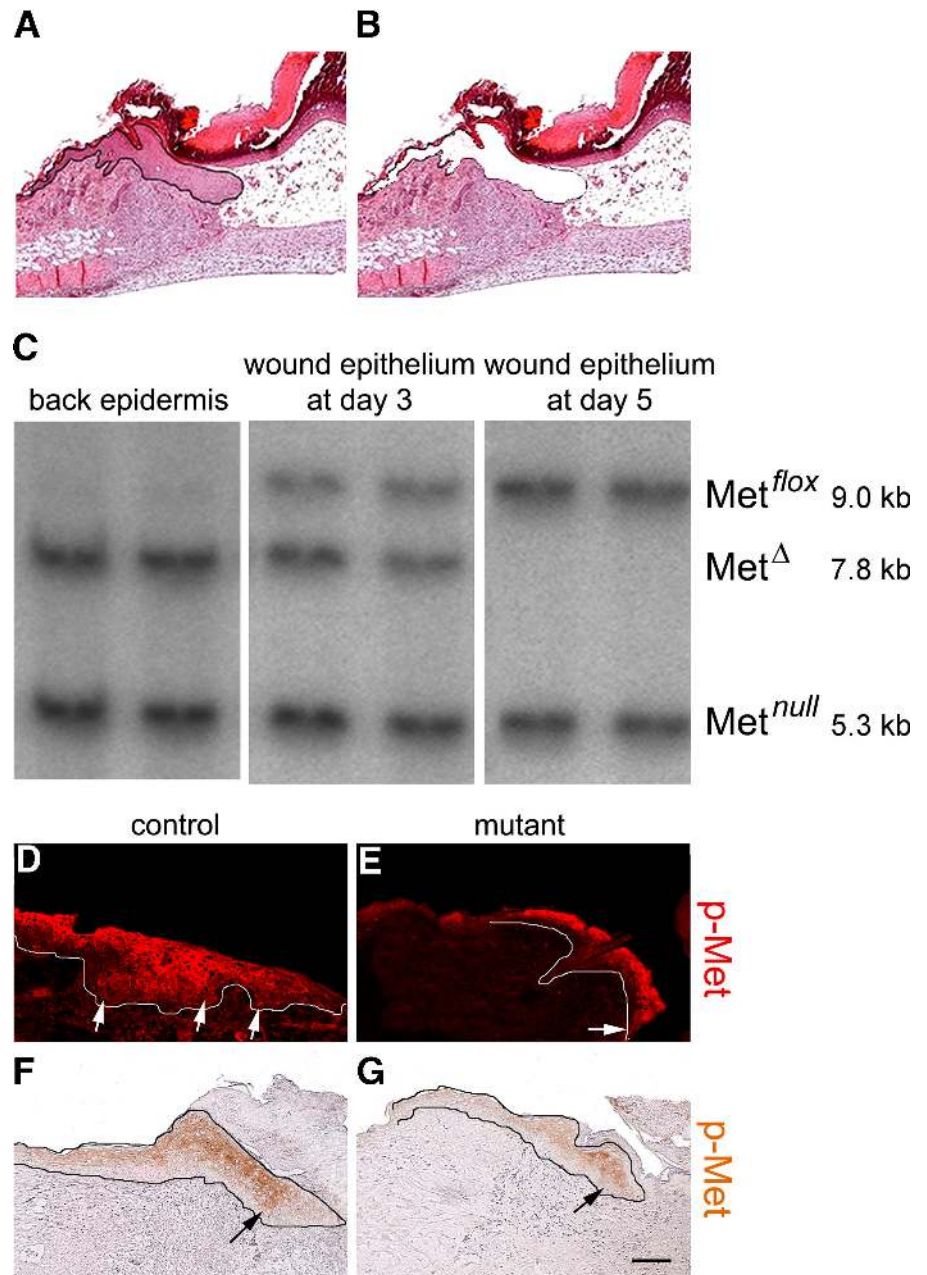 A
B
C
wound epithelium wound epithelium
back epidermis at day 3 at day 5
Met^flox 9.0 kb
Met^Δ 7.8 kb
Met^null 5.3 kb
control mutant
D
E
p-Met
F
G
p-Met